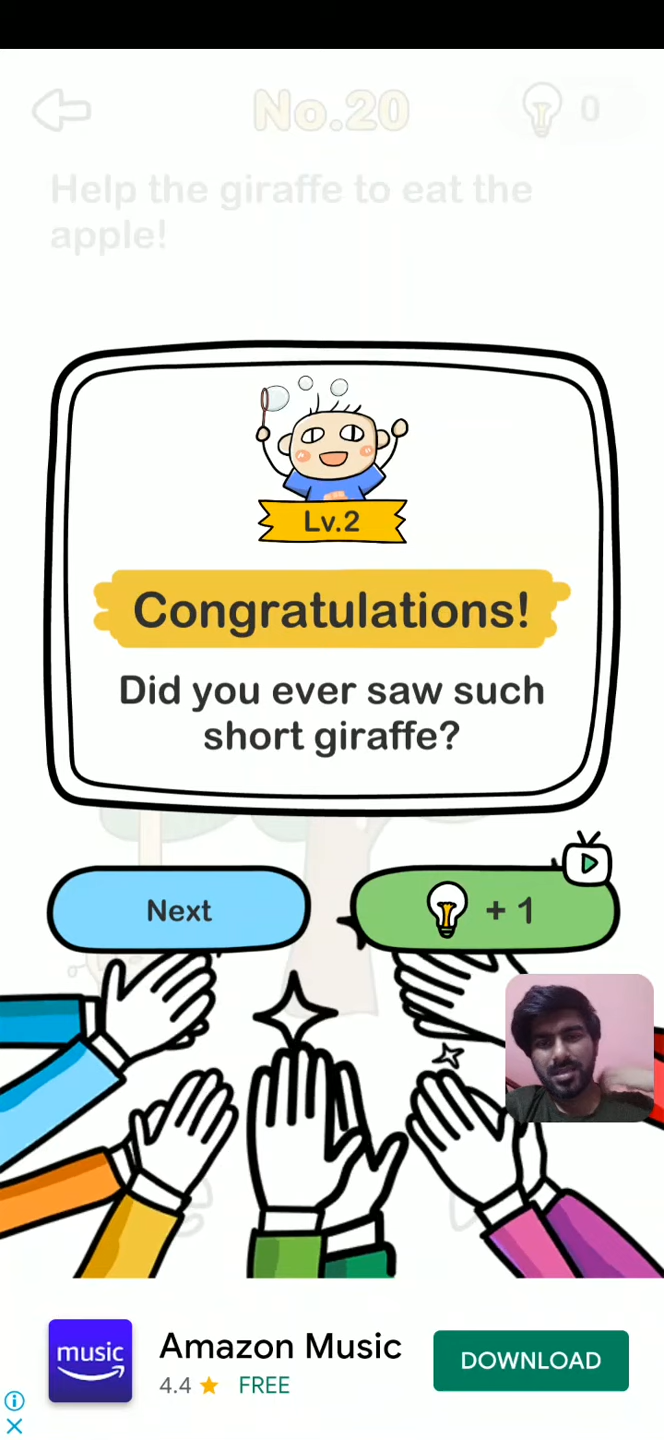 No.20
0
Help the giraffe to eat the
apple!
Lv.2
Congratulations!
Did you ever saw such
short giraffe?
Next
+ 1
music
Amazon Music
4.4 ★ FREE
DOWNLOAD